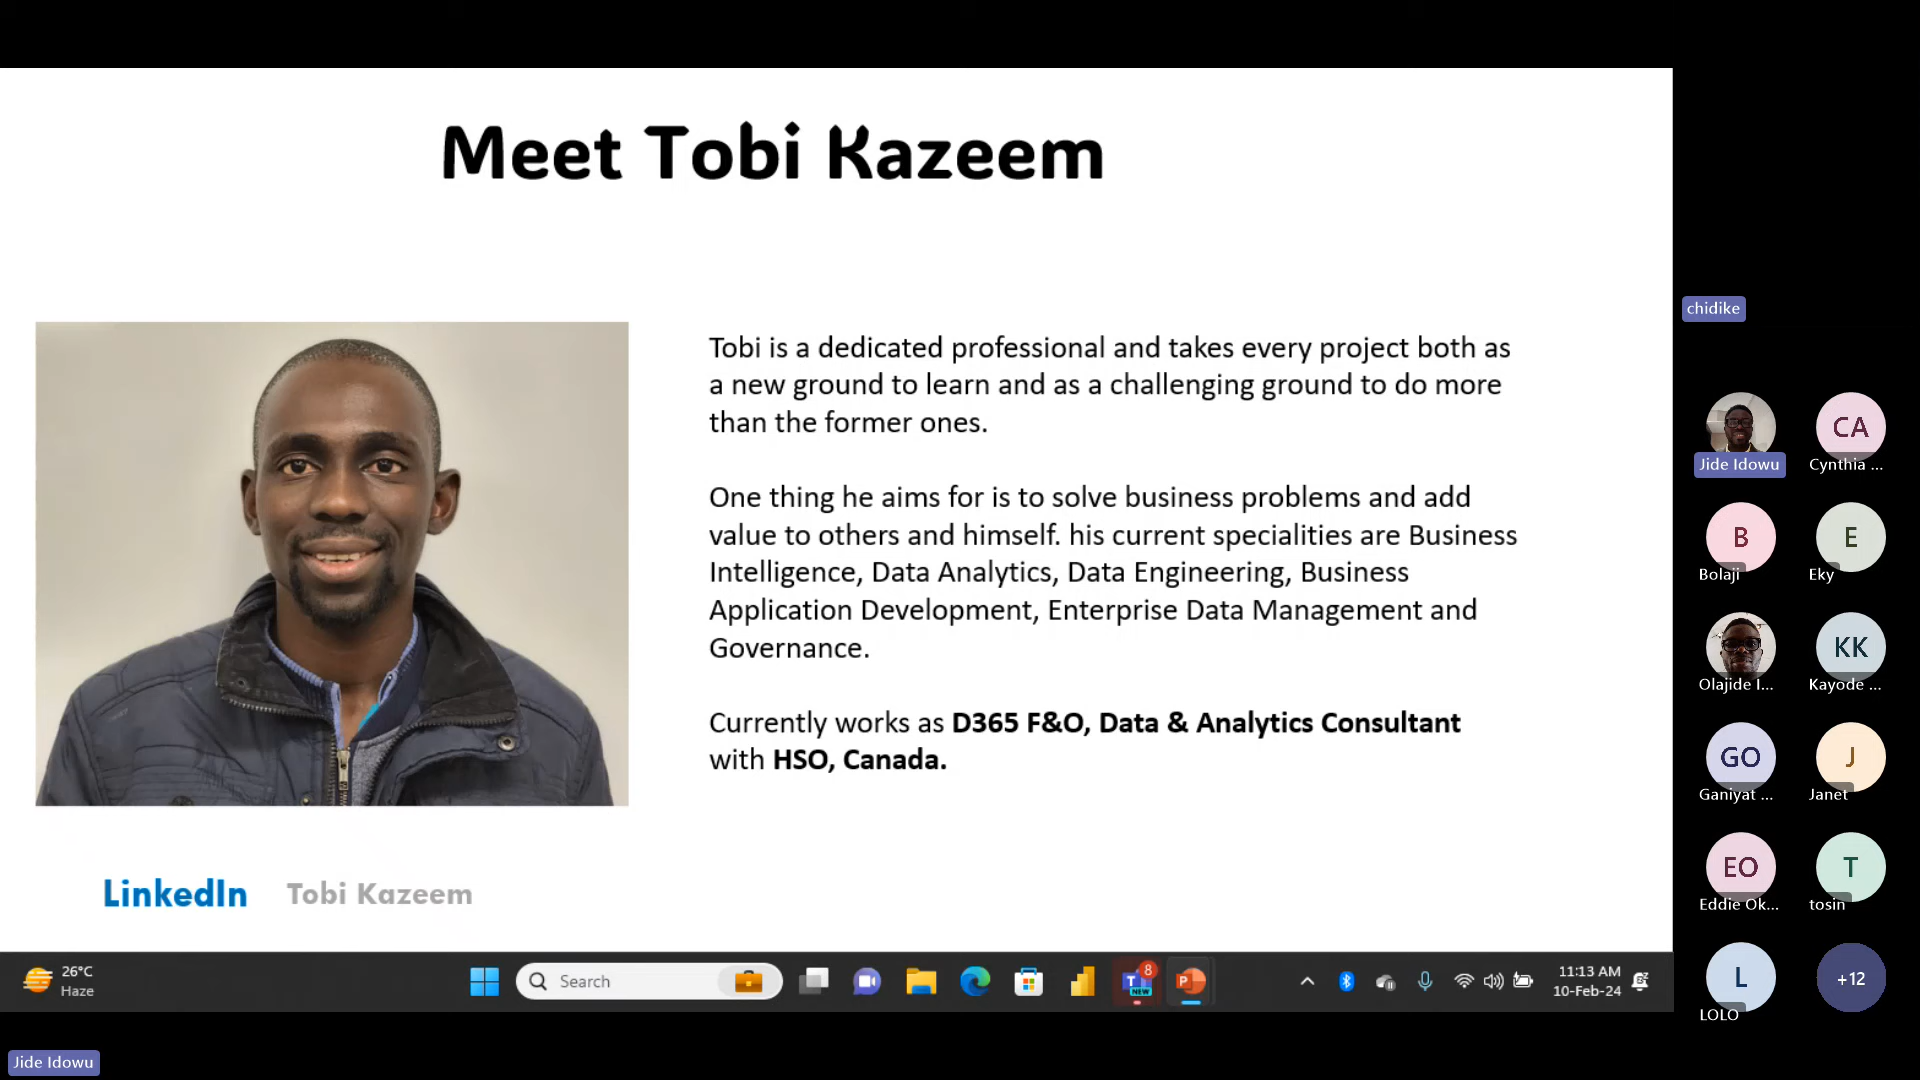 Meet Tobi Kazeem
Tobi is a dedicated professional and takes every project both as
a new ground to learn and as a challenging ground to do more
than the former ones.
One thing he aims for is to solve business problems and add
value to others and himself. his current specialities are Business
Intelligence, Data Analytics, Data Engineering, Business
Application Development, Enterprise Data Management and
Governance.
Currently works as D365 F&O, Data & Analytics Consultant
with HSO, Canada.
LinkedIn Tobi Kazeem
26°C
Haze
Search
8
T
NEW
P
11:13 AM
10-Feb-24
chidike
Jide Idowu
CA
Cynthia ...
B
Bolaji
E
Eky
Olajide I...
KK
Kayode ...
GO
Ganiyat ...
J
Janet
EO
Eddie Ok...
T
tosin
L
LOLO
+12
Jide Idowu